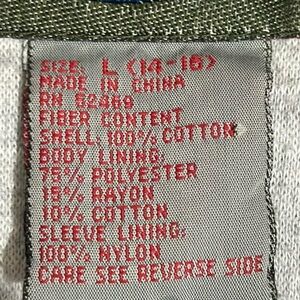 SIZE: L (14-16)
MADE IN CHINA
RN 52469
FIBER CONTENT
SHELL: 100% COTTON
BODY LINING:
75% POLYESTER
15% RAYON
10% COTTON
SLEEVE LINING:
100% NYLON
CARE SEE REVERSE SIDE